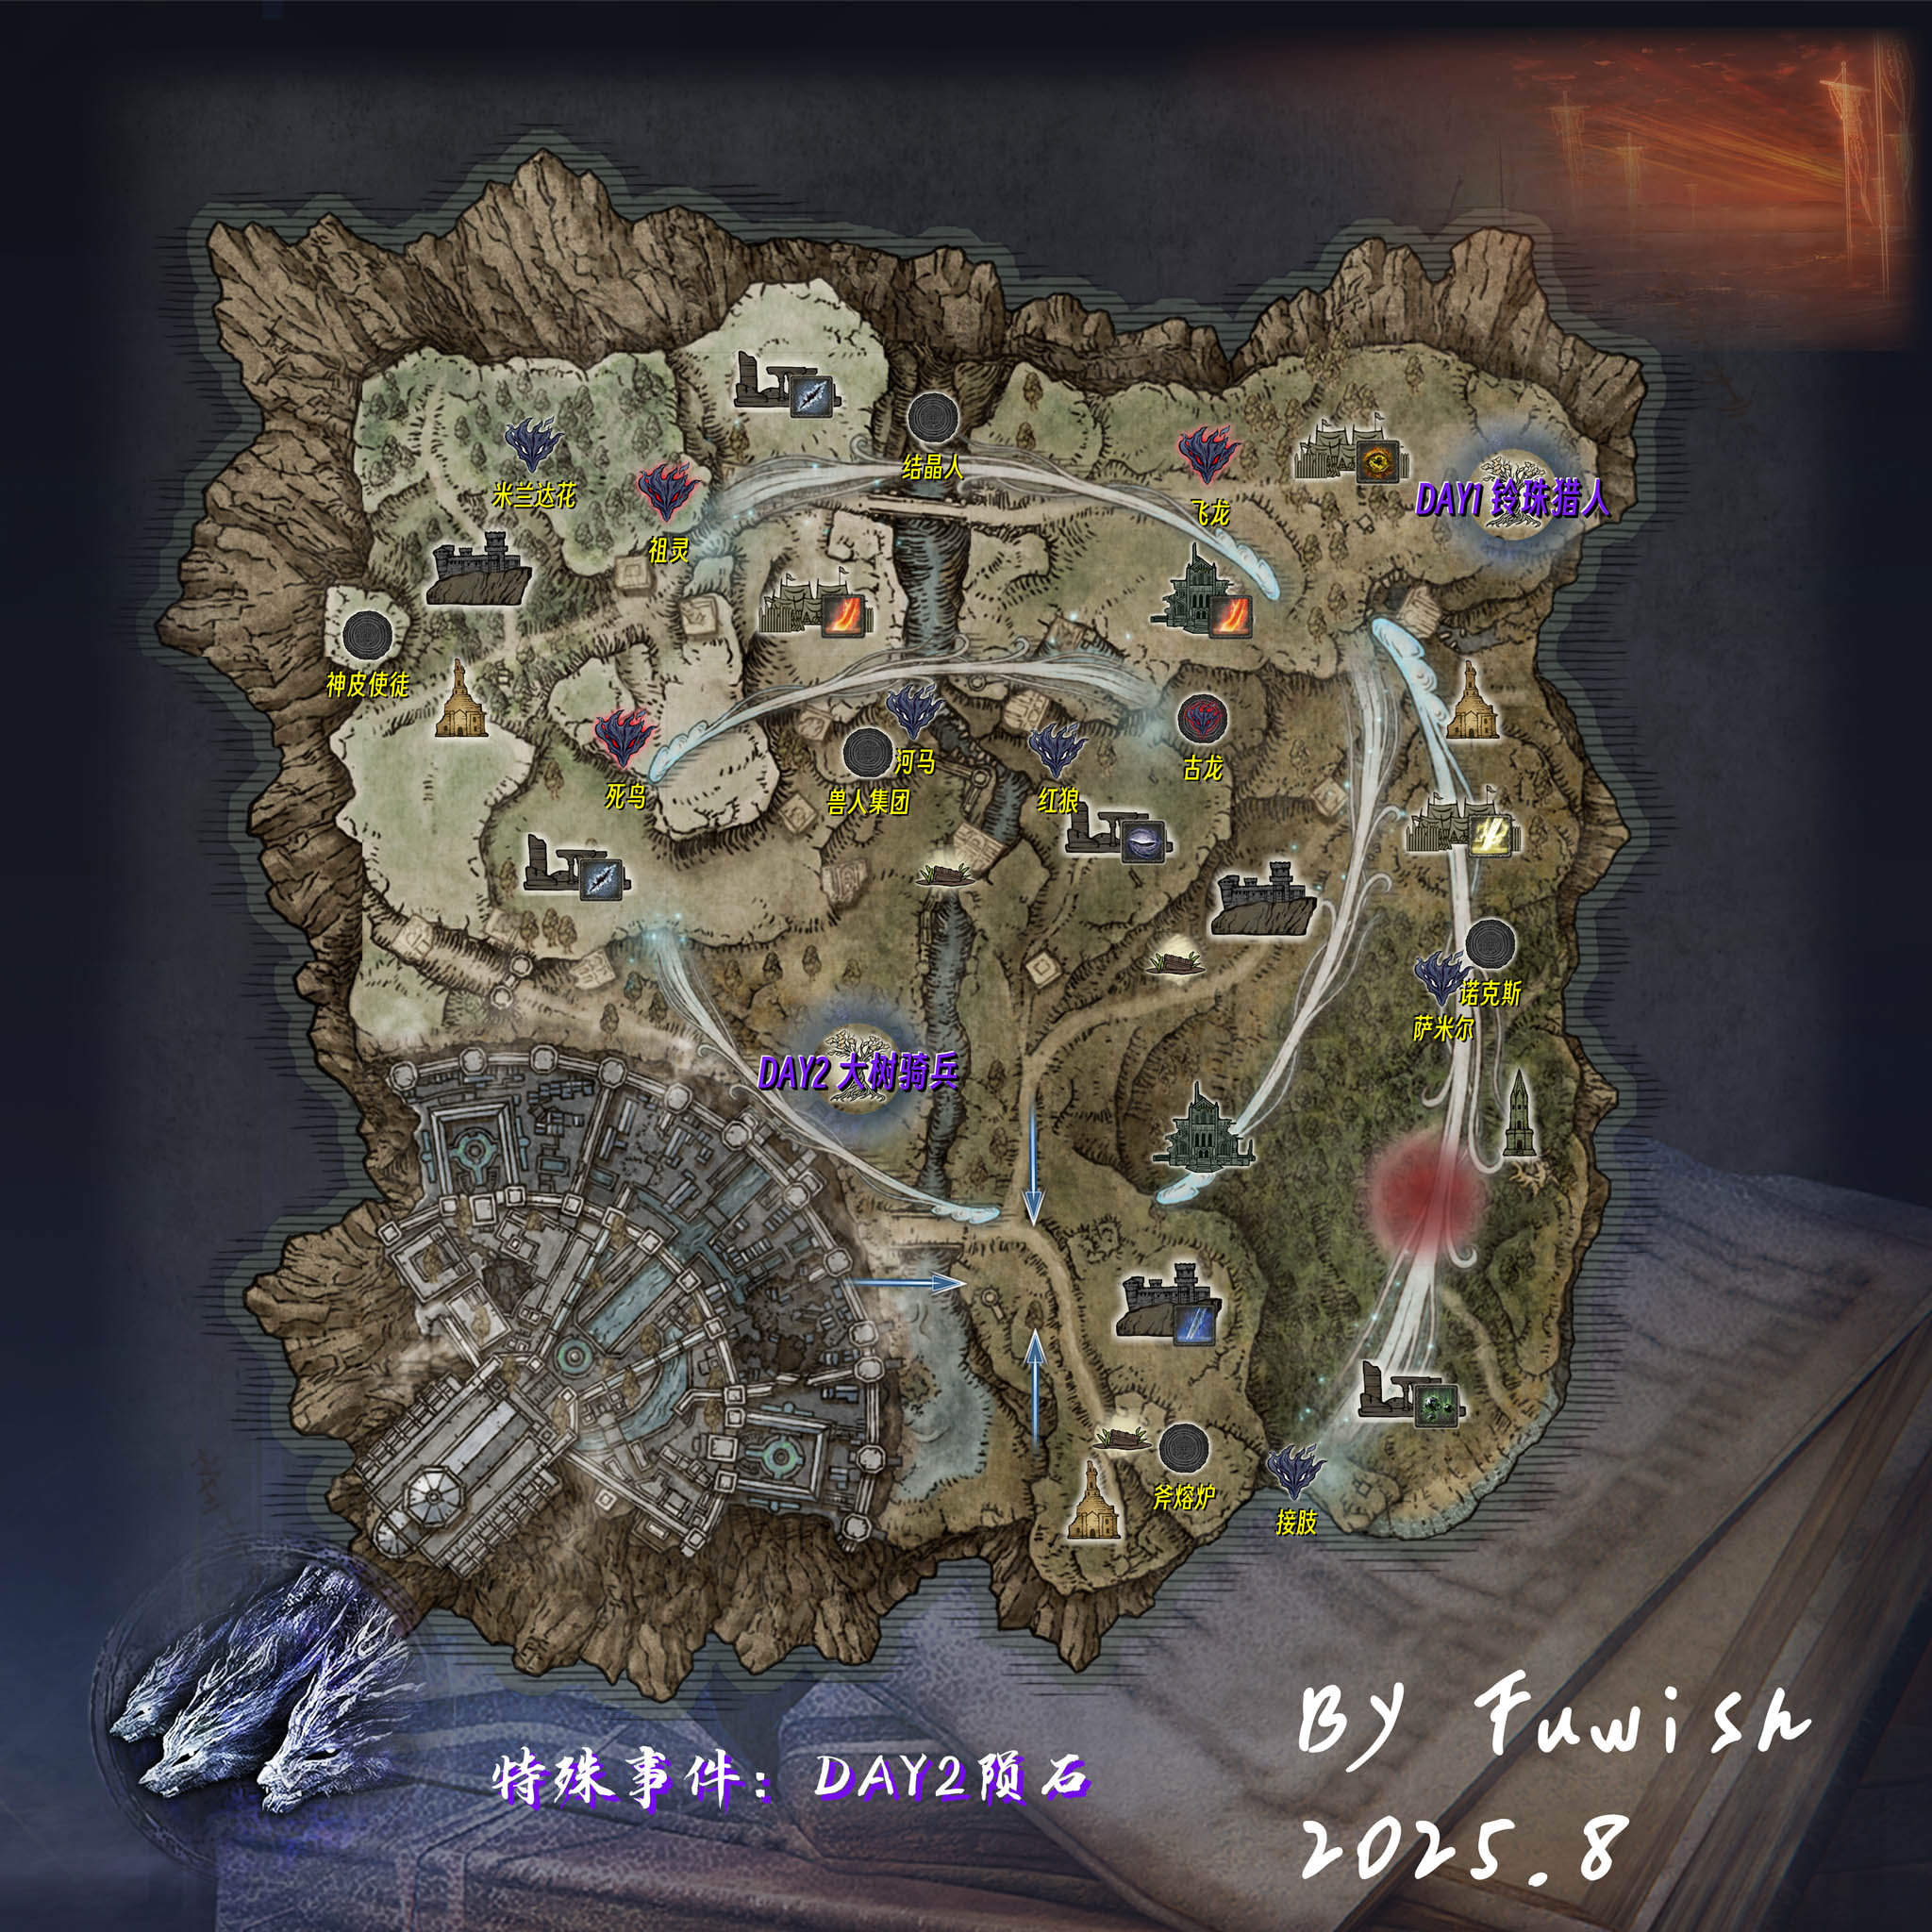 结晶人
米兰达花
飞龙
DAY1 铃珠猎人
祖灵
神皮使徒
河马
古龙
死鸟
兽人集团
红狼
诺克斯
萨米尔
DAY2 大树骑兵
斧熔炉
接肢
By Fuwish
特殊事件：DAY2陨石
2025.8